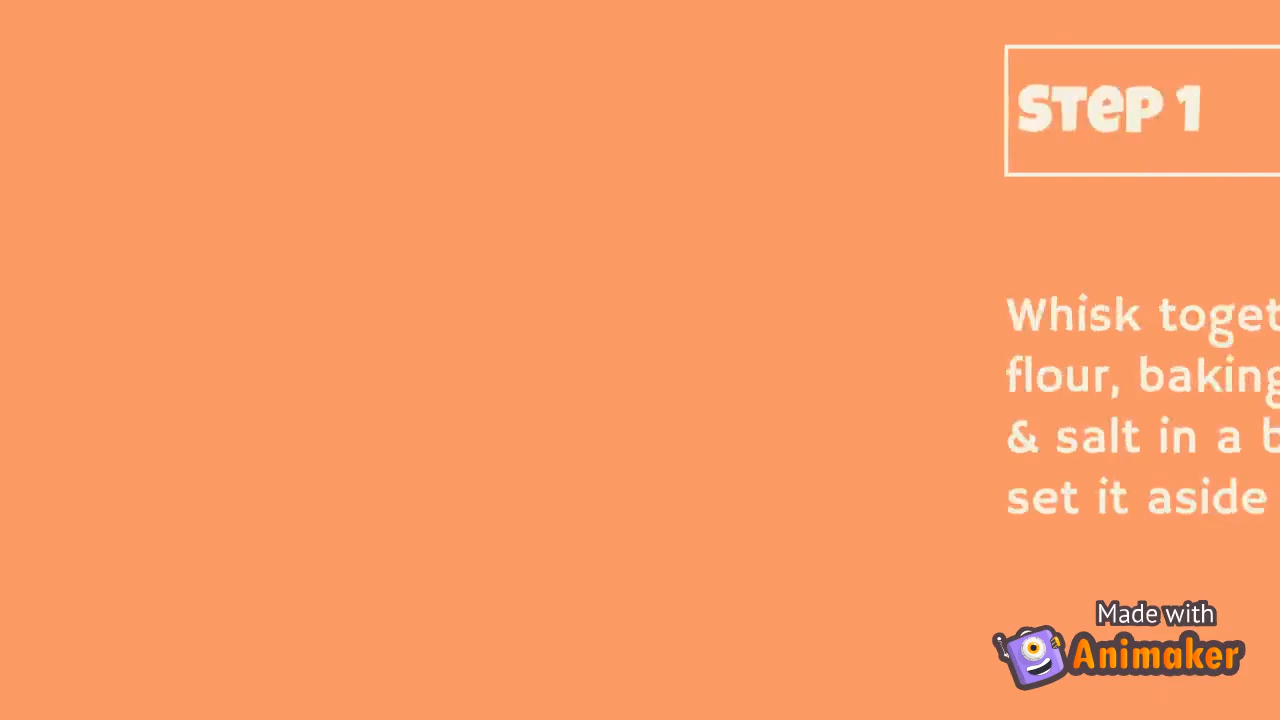 STeP 1
Whisk toget
flour, baking
& salt in a b
set it aside
Made with
Animaker